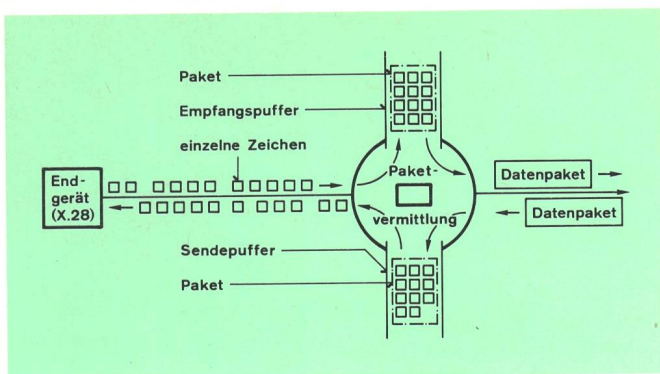 Paket
Empfangspuffer
einzelne Zeichen
End-
gerät
(X.28)
Paket-
vermittlung
Datenpaket
Datenpaket
Sendepuffer
Paket